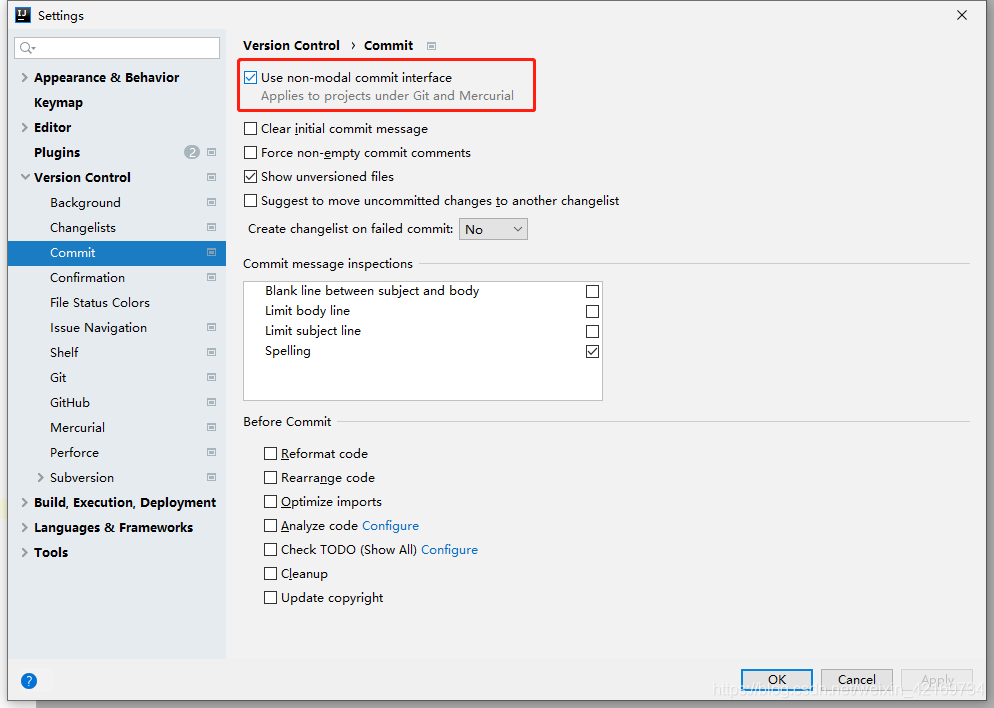 Settings
Version Control › Commit
Appearance & Behavior
Keymap
Editor
Plugins 2
Version Control
Background
Changelists
Commit
Confirmation
File Status Colors
Issue Navigation
Shelf
Git
GitHub
Mercurial
Perforce
Subversion
Build, Execution, Deployment
Languages & Frameworks
Tools
Use non-modal commit interface
Applies to projects under Git and Mercurial
Clear initial commit message
Force non-empty commit comments
Show unversioned files
Suggest to move uncommitted changes to another changelist
Create changelist on failed commit: No
Commit message inspections
Blank line between subject and body
Limit body line
Limit subject line
Spelling
Before Commit
Reformat code
Rearrange code
Optimize imports
Analyze code Configure
Check TODO (Show All) Configure
Cleanup
Update copyright
?
OK Cancel Apply
https://blog.csdn.net/weixin_42169734